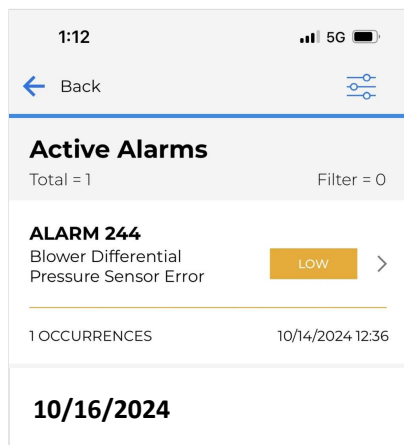 1:12 5G
Back
Active Alarms
Total = 1 Filter = 0
ALARM 244
Blower Differential
Pressure Sensor Error
LOW
1 OCCURRENCES 10/14/2024 12:36
10/16/2024